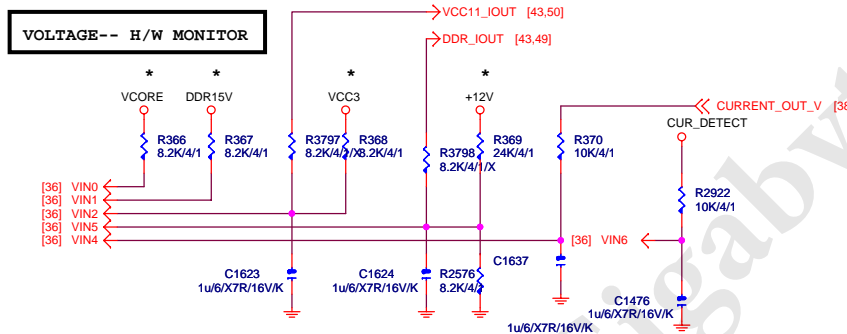 VCC11_IOUT [43,50]
VOLTAGE-- H/W MONITOR
DDR_IOUT [43,49]
* * * *
VCORE DDR15V VCC3 +12V
CURRENT_OUT_V [38
CUR_DETECT
R366 R367 R3797 R368 R3798 R369 R370
8.2K/4/1 8.2K/4/1 8.2K/4/1/X 8.2K/4/1 8.2K/4/1/X 24K/4/1 10K/4/1
R2922
10K/4/1
[36] VIN0
[36] VIN1
[36] VIN2
[36] VIN5
[36] VIN4
[36] VIN6
C1623 C1624 R2576 C1637
1u/6/X7R/16V/K 1u/6/X7R/16V/K 8.2K/4/1
C1476
1u/6/X7R/16V/K
1u/6/X7R/16V/K